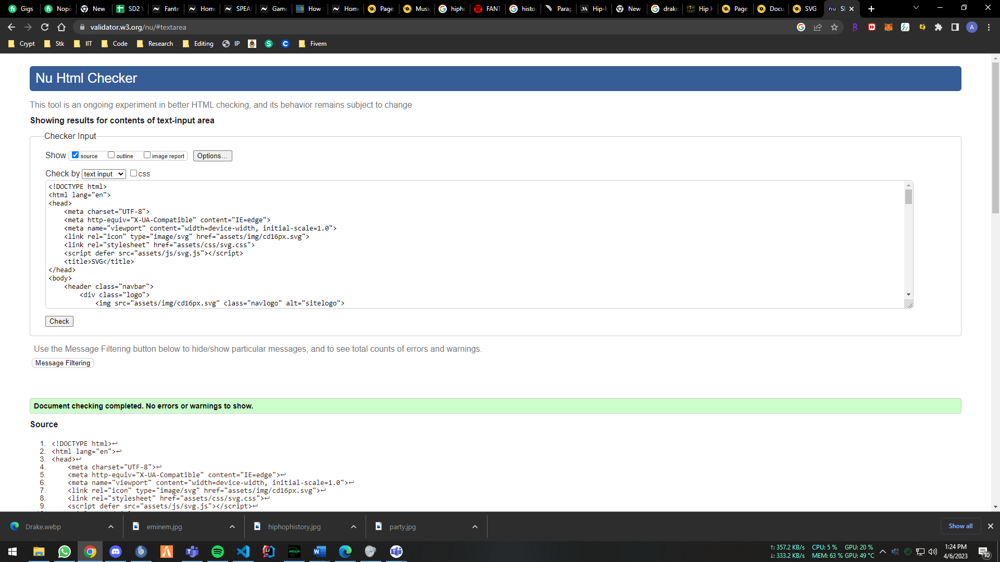 Gigs
Nopi
New
SD2 V
Fante
Home
SPEA
Game
How
Home
Page
Music
hipho
FANT
histo
Parap
Hip-H
New
drake
Hip H
Page
Docu
SVG
validator.w3.org/nu/#textarea
Crypt
Stk
IIT
Code
Research
Editing
IP
Fivem
Nu Html Checker
This tool is an ongoing experiment in better HTML checking, and its behavior remains subject to change
Showing results for contents of text-input area
Checker Input
Show source outline image report Options...
Check by text input css
<!DOCTYPE html>
<html lang="en">
<head>
<meta charset="UTF-8">
<meta http-equiv="X-UA-Compatible" content="IE=edge">
<meta name="viewport" content="width=device-width, initial-scale=1.0">
<link rel="icon" type="image/svg" href="assets/img/cd16px.svg">
<link rel="stylesheet" href="assets/css/svg.css">
<script defer src="assets/js/svg.js"></script>
<title>SVG</title>
</head>
<body>
<header class="navbar">
<div class="logo">
<img src="assets/img/cd16px.svg" class="navlogo" alt="sitelogo">
Check
Use the Message Filtering button below to hide/show particular messages, and to see total counts of errors and warnings.
Message Filtering
Document checking completed. No errors or warnings to show.
Source
1. <!DOCTYPE html>↩
2. <html lang="en">↩
3. <head>↩
4. <meta charset="UTF-8">↩
5. <meta http-equiv="X-UA-Compatible" content="IE=edge">↩
6. <meta name="viewport" content="width=device-width, initial-scale=1.0">↩
7. <link rel="icon" type="image/svg" href="assets/img/cd16px.svg">↩
8. <link rel="stylesheet" href="assets/css/svg.css">↩
9. <script defer src="assets/js/svg.js"></script>↩
Drake.webp
eminem.jpg
hiphophistory.jpg
party.jpg
Show all
↑: 357.2 KB/s CPU: 5 % GPU: 20 %
↓: 333.2 KB/s MEM: 63 % GPU: 49 °C
1:24 PM
4/6/2023
10